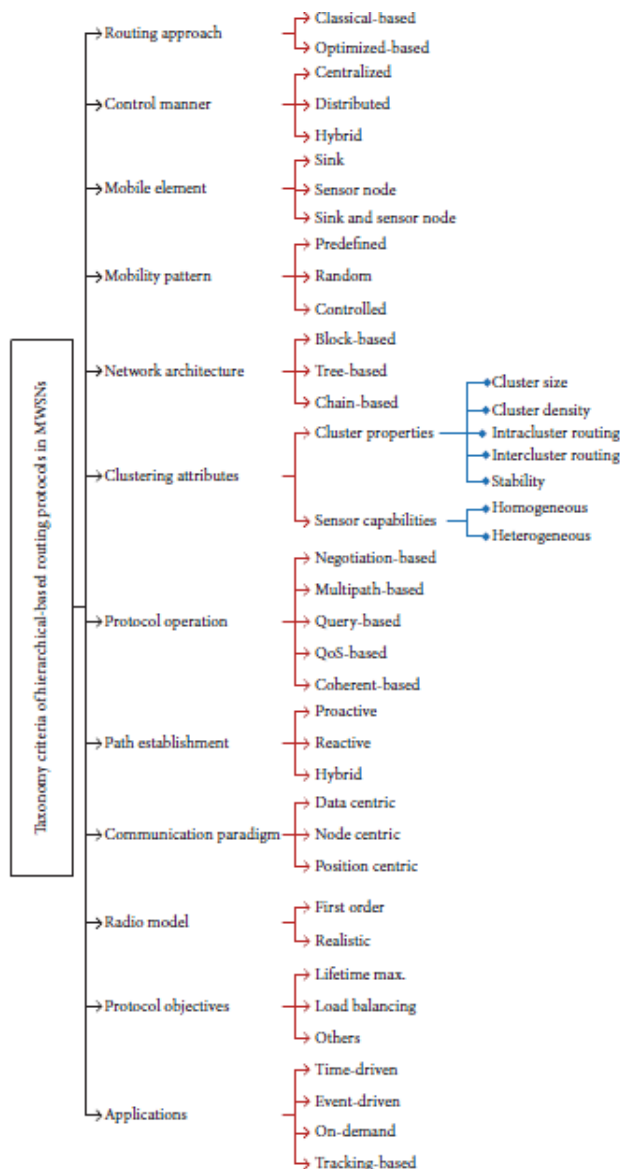 Taxonomy criteria of hierarchical-based routing protocols in MWSNs
Routing approach
Classical-based
Optimized-based
Control manner
Centralized
Distributed
Hybrid
Mobile element
Sink
Sensor node
Sink and sensor node
Mobility pattern
Predefined
Random
Controlled
Network architecture
Block-based
Tree-based
Chain-based
Clustering attributes
Cluster properties
Cluster size
Cluster density
Intracluster routing
Intercluster routing
Stability
Sensor capabilities
Homogeneous
Heterogeneous
Protocol operation
Negotiation-based
Multipath-based
Query-based
QoS-based
Coherent-based
Path establishment
Proactive
Reactive
Hybrid
Communication paradigm
Data centric
Node centric
Position centric
Radio model
First order
Realistic
Protocol objectives
Lifetime max.
Load balancing
Others
Applications
Time-driven
Event-driven
On-demand
Tracking-based